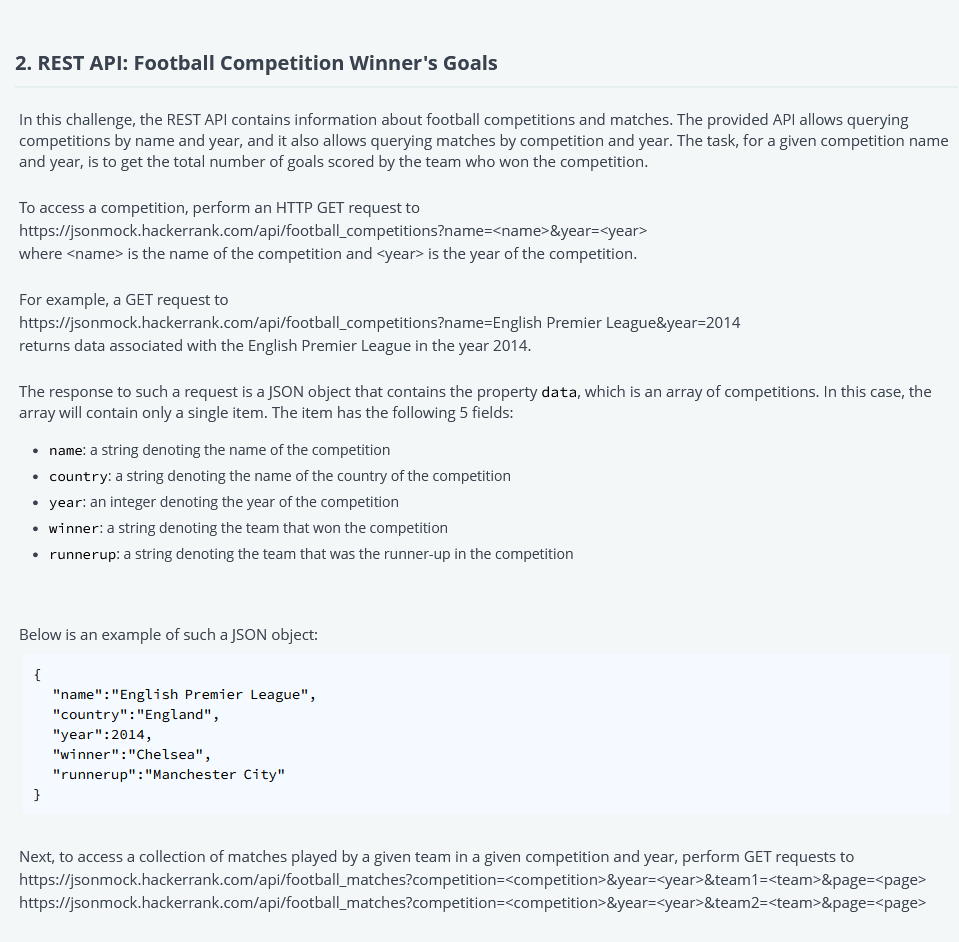 2. REST API: Football Competition Winner's Goals
In this challenge, the REST API contains information about football competitions and matches. The provided API allows querying
competitions by name and year, and it also allows querying matches by competition and year. The task, for a given competition name
and year, is to get the total number of goals scored by the team who won the competition.
To access a competition, perform an HTTP GET request to
https://jsonmock.hackerrank.com/api/football_competitions?name=<name>&year=<year>
where <name> is the name of the competition and <year> is the year of the competition.
For example, a GET request to
https://jsonmock.hackerrank.com/api/football_competitions?name=English Premier League&year=2014
returns data associated with the English Premier League in the year 2014.
The response to such a request is a JSON object that contains the property data, which is an array of competitions. In this case, the
array will contain only a single item. The item has the following 5 fields:
• name: a string denoting the name of the competition
• country: a string denoting the name of the country of the competition
• year: an integer denoting the year of the competition
• winner: a string denoting the team that won the competition
• runnerup: a string denoting the team that was the runner-up in the competition
Below is an example of such a JSON object:
{
"name":"English Premier League",
"country":"England",
"year":2014,
"winner":"Chelsea",
"runnerup":"Manchester City"
}
Next, to access a collection of matches played by a given team in a given competition and year, perform GET requests to
https://jsonmock.hackerrank.com/api/football_matches?competition=<competition>&year=<year>&team1=<team>&page=<page>
https://jsonmock.hackerrank.com/api/football_matches?competition=<competition>&year=<year>&team2=<team>&page=<page>